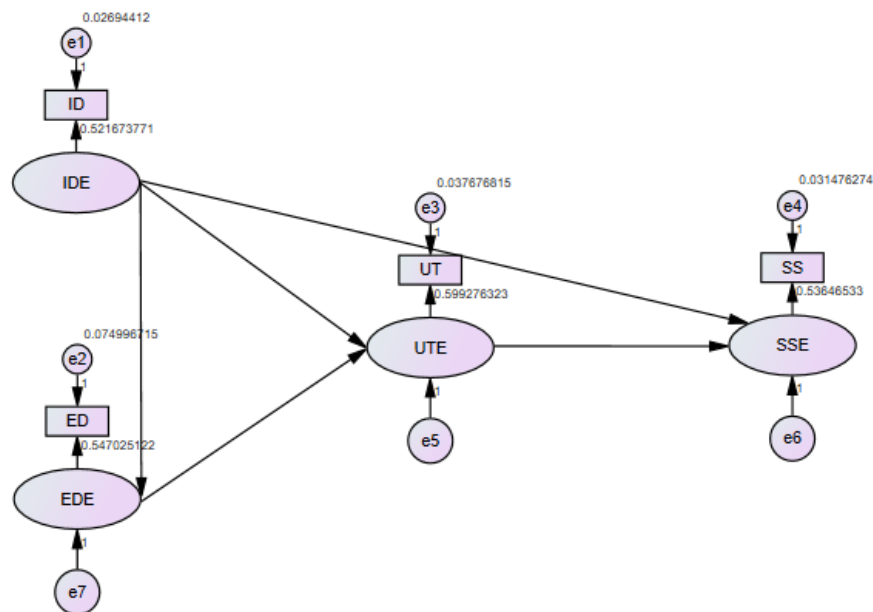 0.02694412
e1
1
ID
0.521673771
IDE
0.037676815
e3
1
UT
0.599276323
UTE
1
e5
0.031476274
e4
1
SS
0.53646533
SSE
1
e6
0.074996715
e2
1
ED
0.547025122
EDE
1
e7